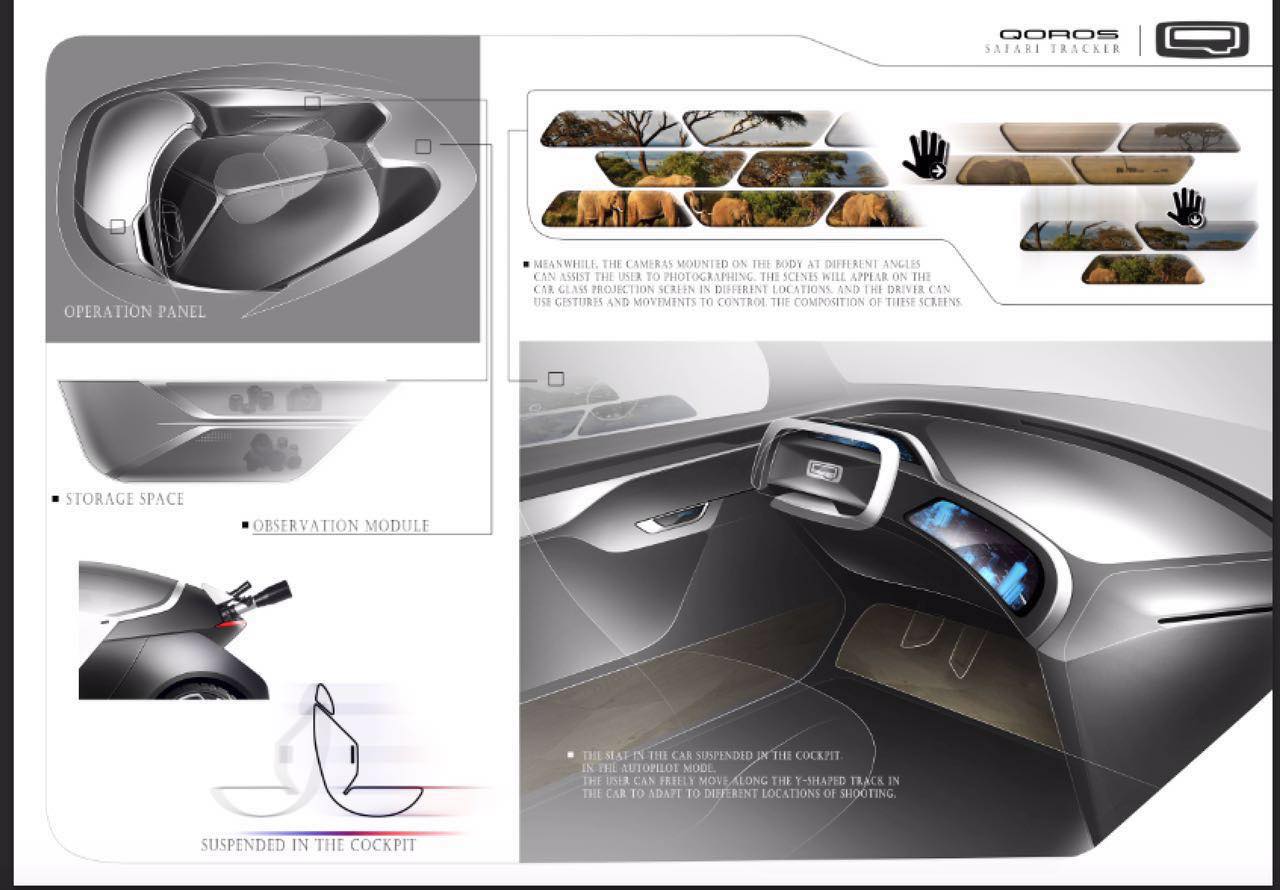 QOROS
SAFARI TRACKER
OPERATION PANEL
MEANWHILE, THE CAMERAS MOUNTED ON THE BODY AT DIFFERENT ANGLES
CAN ASSIST THE USER TO PHOTOGRAPHING. THE SCENES WILL APPEAR ON THE
CAR GLASS PROJECTION SCREEN IN DIFFERENT LOCATIONS. AND THE DRIVER CAN
USE GESTURES AND MOVEMENTS TO CONTROL THE COMPOSITION OF THESE SCREENS.
STORAGE SPACE
OBSERVATION MODULE
SUSPENDED IN THE COCKPIT
THE SEAT IN THE CAR SUSPENDED IN THE COCKPIT.
IN THE AUTOPILOT MODE,
THE USER CAN FREELY MOVE ALONG THE Y-SHAPED TRACK IN
THE CAR TO ADAPT TO DIFFERENT LOCATIONS OF SHOOTING.